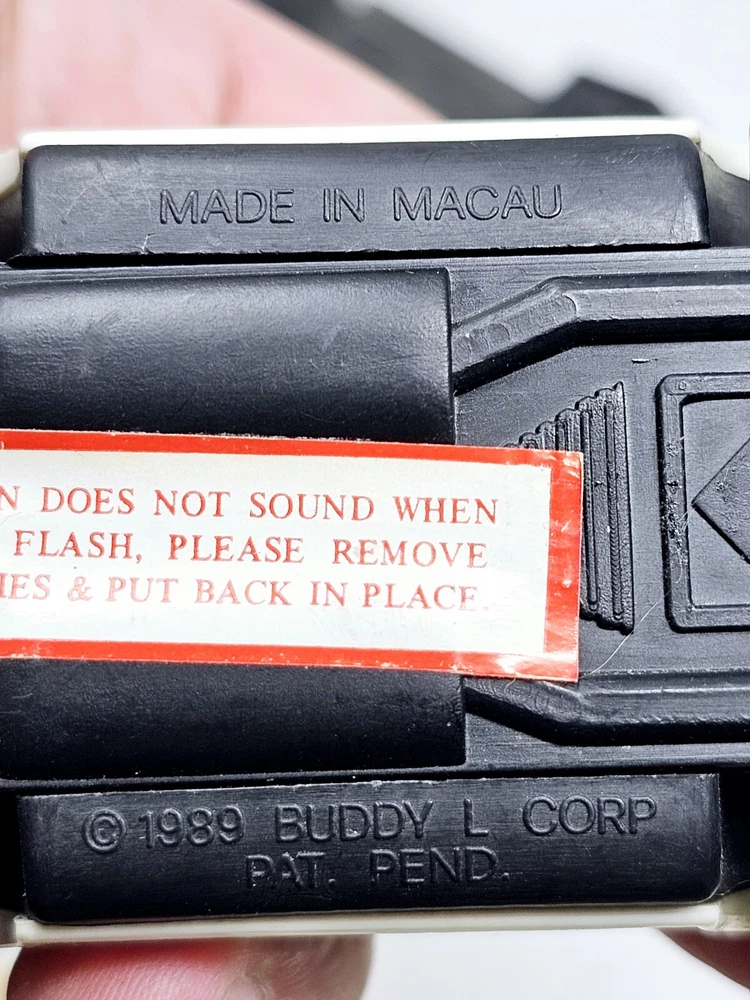 MADE IN MACAU
N DOES NOT SOUND WHEN
FLASH, PLEASE REMOVE
IES & PUT BACK IN PLACE.
© 1989 BUDDY L CORP
PAT. PEND.